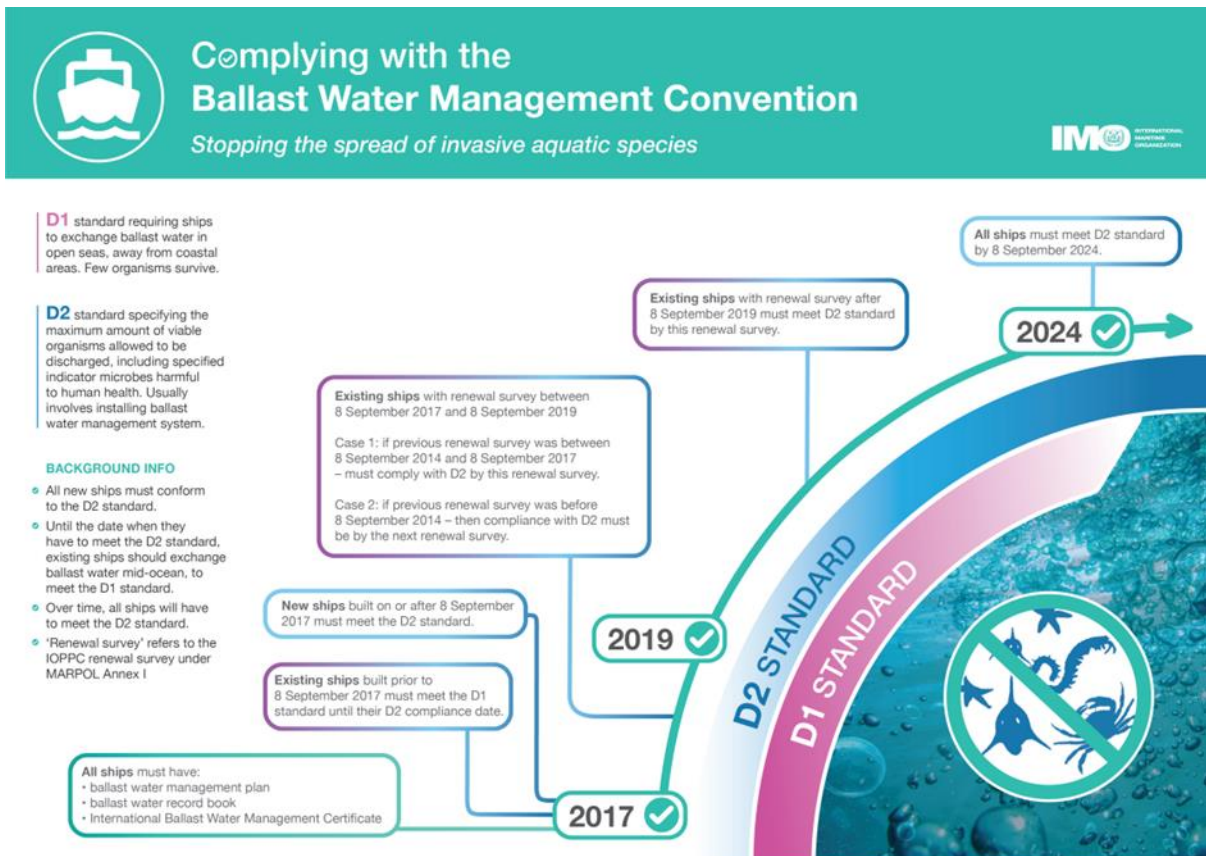 Complying with the
Ballast Water Management Convention
Stopping the spread of invasive aquatic species
IMO
INTERNATIONAL
MARITIME
ORGANIZATION
D1 standard requiring ships
to exchange ballast water in
open seas, away from coastal
areas. Few organisms survive.
D2 standard specifying the
maximum amount of viable
organisms allowed to be
discharged, including specified
indicator microbes harmful
to human health. Usually
involves installing ballast
water management system.
BACKGROUND INFO
All new ships must conform
to the D2 standard.
Until the date when they
have to meet the D2 standard,
existing ships should exchange
ballast water mid-ocean, to
meet the D1 standard.
Over time, all ships will have
to meet the D2 standard.
'Renewal survey' refers to the
IOPPC renewal survey under
MARPOL Annex I
All ships must meet D2 standard
by 8 September 2024.
2024
Existing ships with renewal survey after
8 September 2019 must meet D2 standard
by this renewal survey.
Existing ships with renewal survey between
8 September 2017 and 8 September 2019
Case 1: if previous renewal survey was between
8 September 2014 and 8 September 2017
– must comply with D2 by this renewal survey.
Case 2: if previous renewal survey was before
8 September 2014 – then compliance with D2 must
be by the next renewal survey.
2019
New ships built on or after 8 September
2017 must meet the D2 standard.
Existing ships built prior to
8 September 2017 must meet the D1
standard until their D2 compliance date.
All ships must have:
• ballast water management plan
• ballast water record book
• International Ballast Water Management Certificate
2017
D2 STANDARD
D1 STANDARD